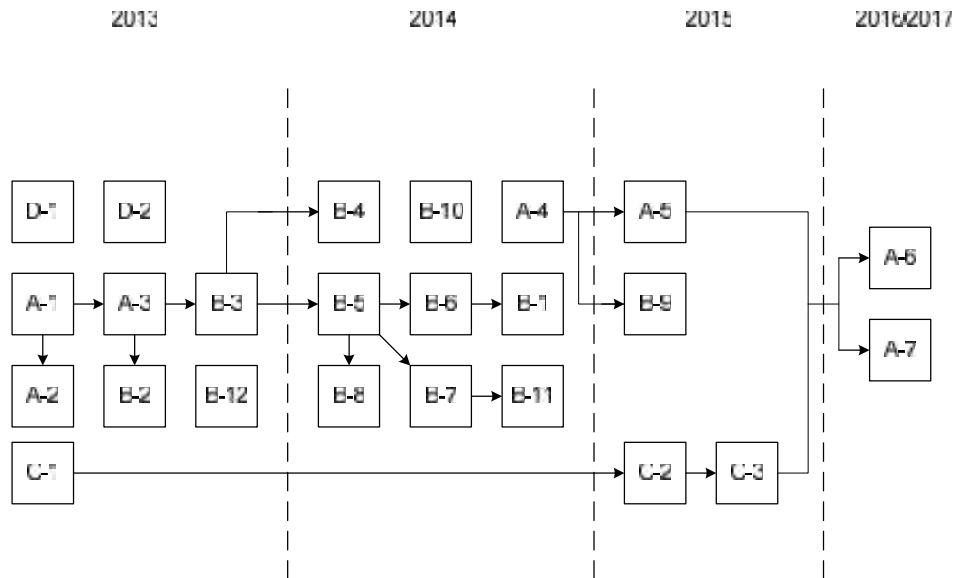 2013 2014 2015 2016/2017
D-1 D-2 B-4 B-10 A-4 A-5
A-6
A-1 A-3 B-3 B-5 B-6 B-1 B-9
A-7
A-2 B-2 B-12 B-8 B-7 B-11
C-1 C-2 C-3